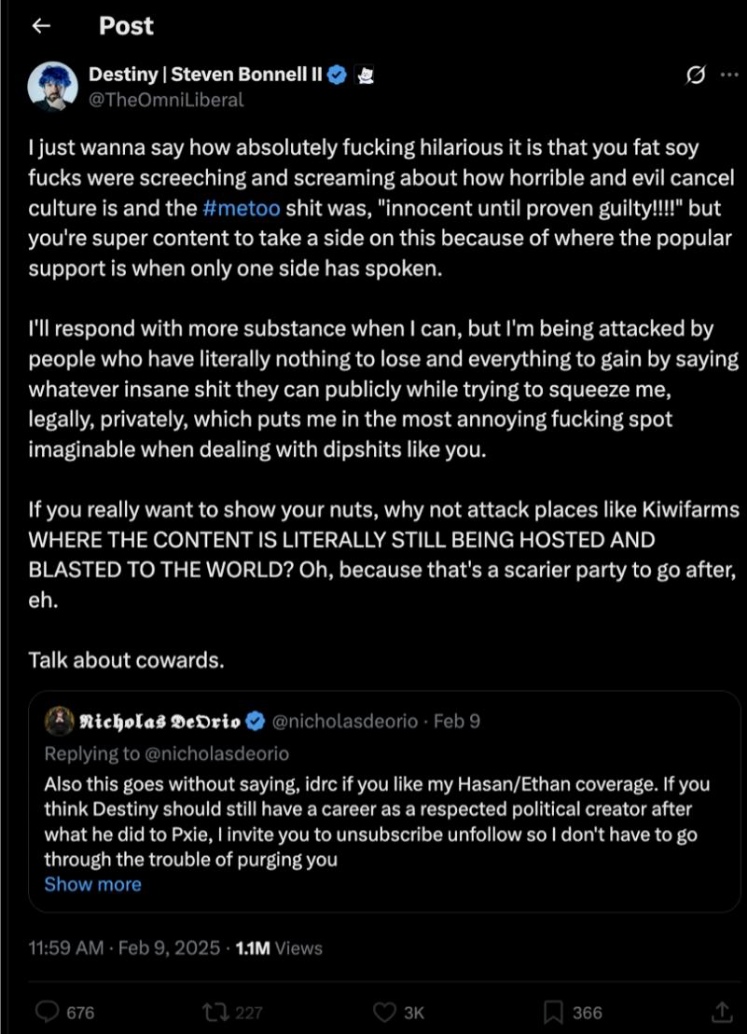 Post
Destiny | Steven Bonnell II
@TheOmniLiberal
I just wanna say how absolutely fucking hilarious it is that you fat soy
fucks were screeching and screaming about how horrible and evil cancel
culture is and the #metoo shit was, "innocent until proven guilty!!!!" but
you're super content to take a side on this because of where the popular
support is when only one side has spoken.
I'll respond with more substance when I can, but I'm being attacked by
people who have literally nothing to lose and everything to gain by saying
whatever insane shit they can publicly while trying to squeeze me,
legally, privately, which puts me in the most annoying fucking spot
imaginable when dealing with dipshits like you.
If you really want to show your nuts, why not attack places like Kiwifarms
WHERE THE CONTENT IS LITERALLY STILL BEING HOSTED AND
BLASTED TO THE WORLD? Oh, because that's a scarier party to go after,
eh.
Talk about cowards.
𝕹𝖎𝖈𝖍𝖔𝖑𝖆𝖘 𝕯𝖊𝕺𝖗𝖎𝖔 @nicholasdeorio · Feb 9
Replying to @nicholasdeorio
Also this goes without saying, idrc if you like my Hasan/Ethan coverage. If you
think Destiny should still have a career as a respected political creator after
what he did to Pxie, I invite you to unsubscribe unfollow so I don't have to go
through the trouble of purging you
Show more
11:59 AM · Feb 9, 2025 · 1.1M Views
676 227 3K 366